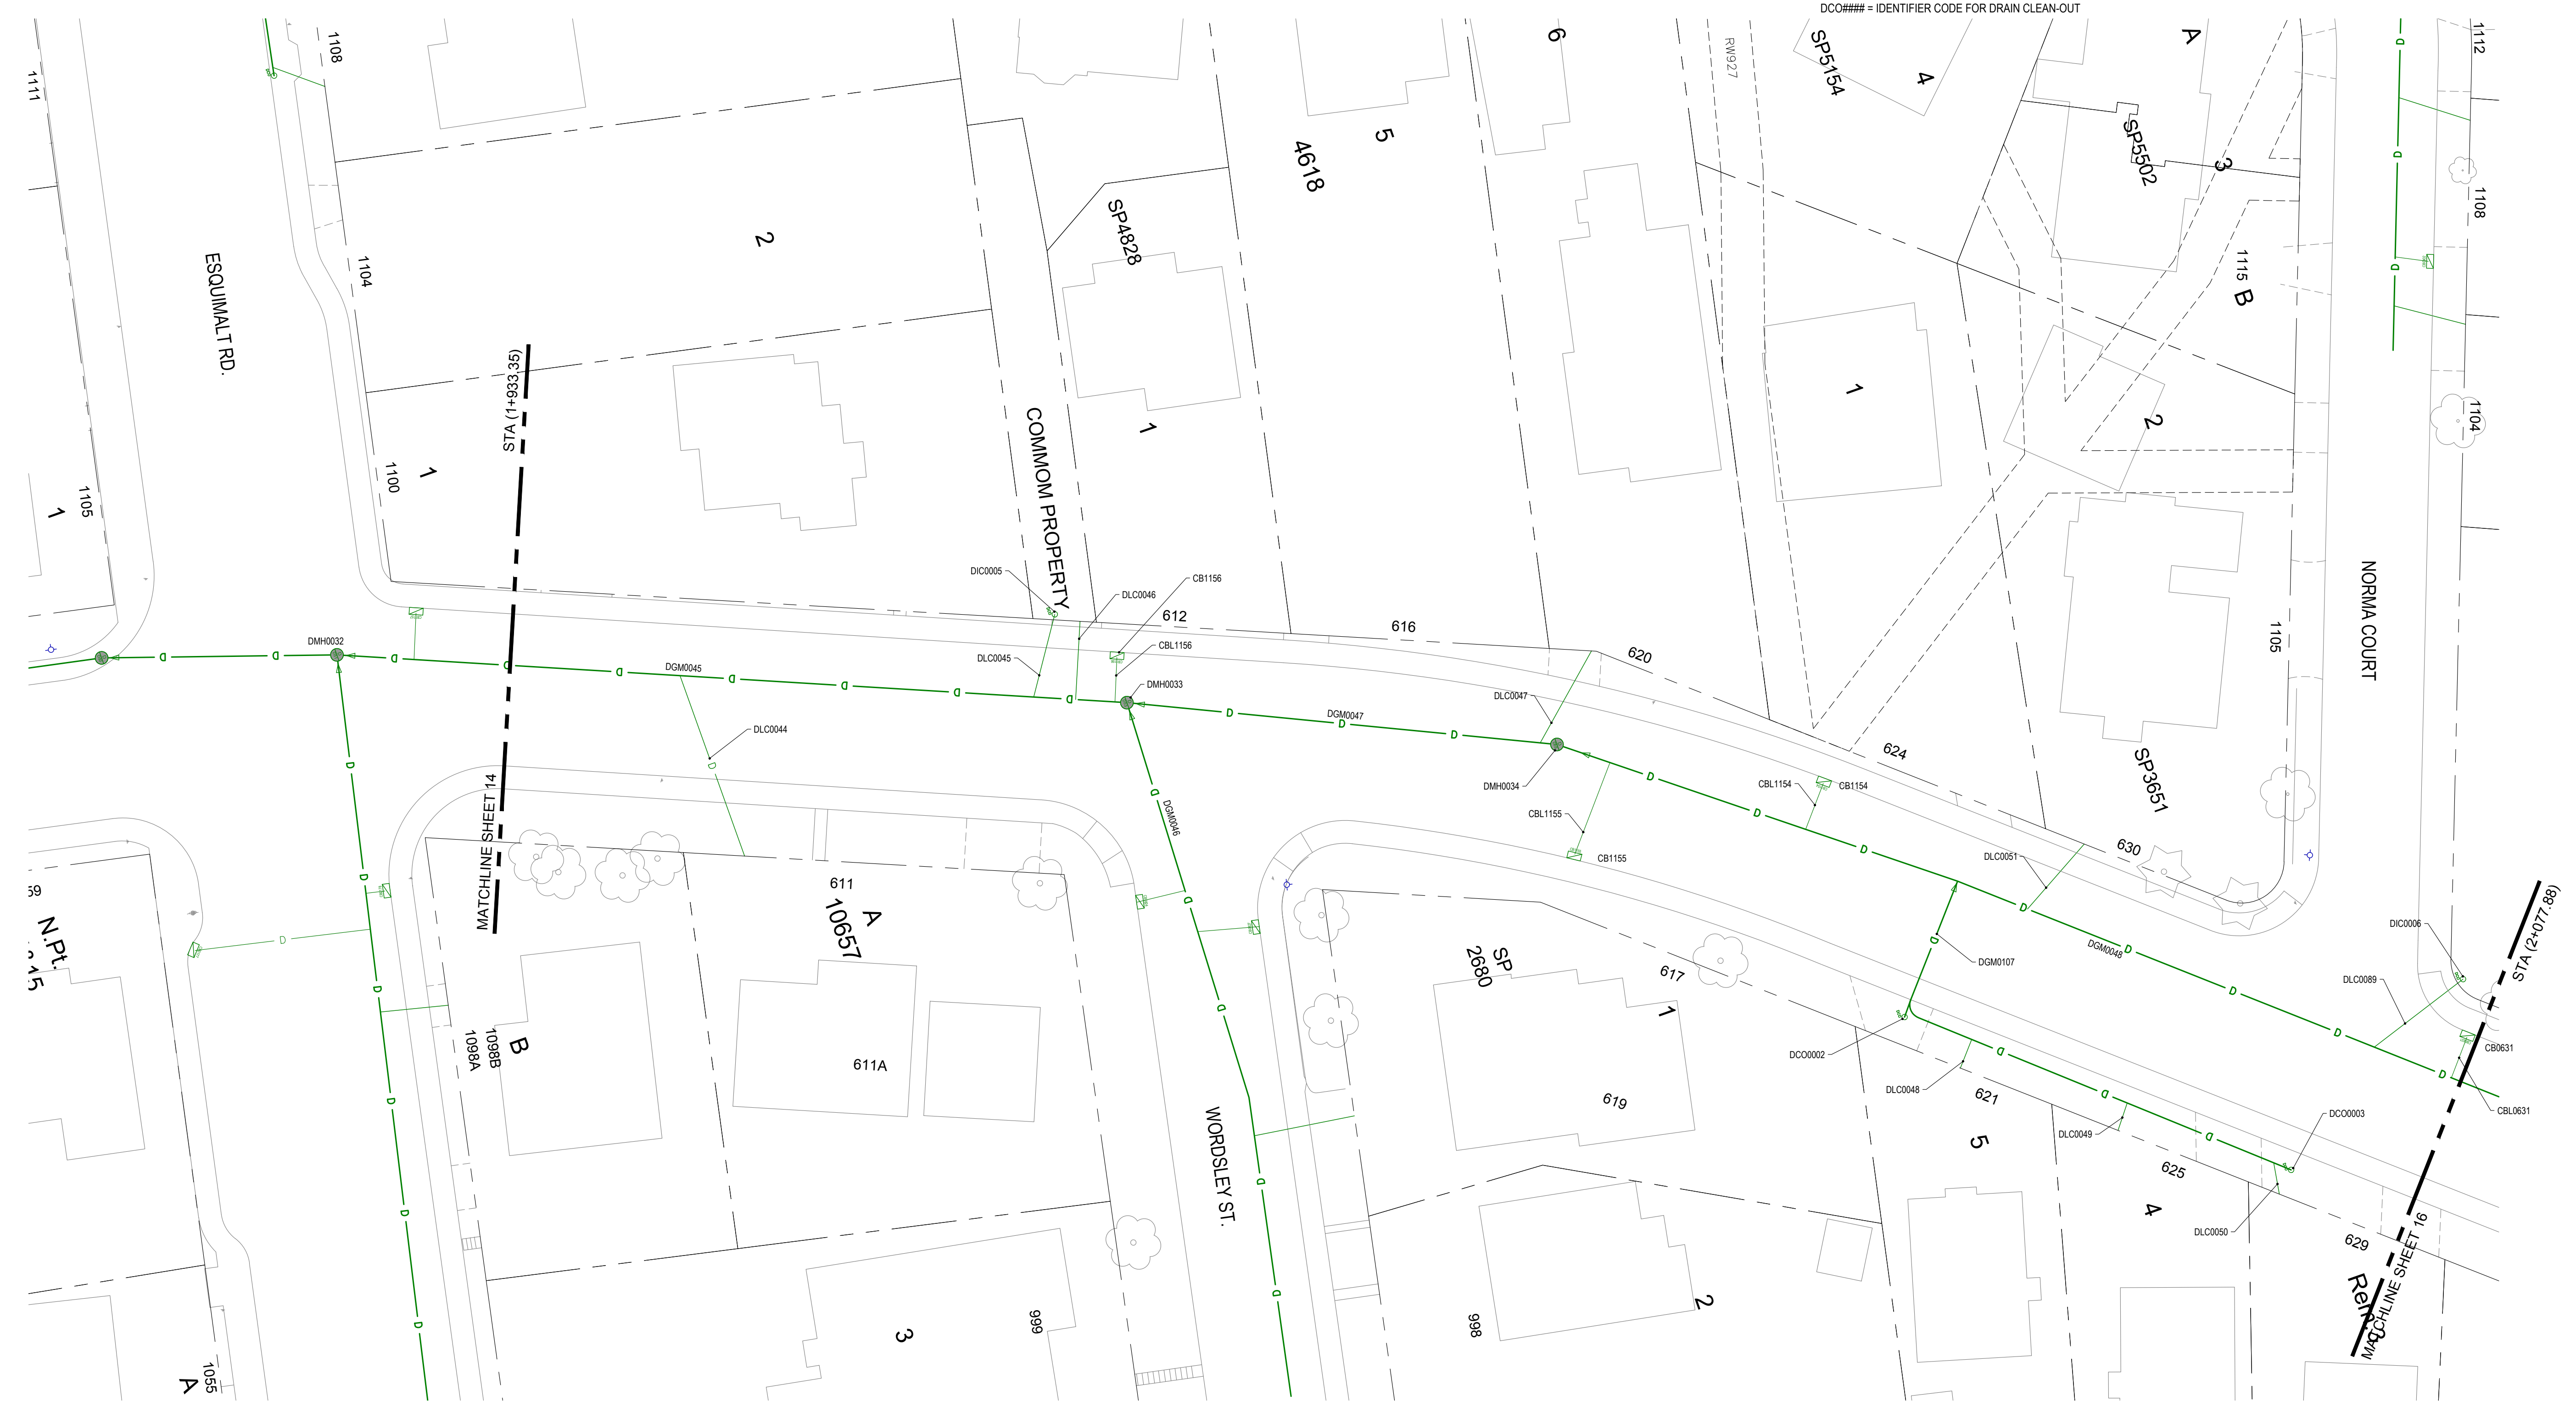 DCO#### = IDENTIFIER CODE FOR DRAIN CLEAN-OUT
1111
1108
6
RW927
SP5154
4
A
1112
5
4618
SP5502
3
1108
ESQUIMALT RD.
1104
2
SP4828
1115
B
STA (1+933.35)
1
1
1
2
1104
1
1105
1100
COMMOM PROPERTY
DIC0005
CB1156
DLC0046
612
616
620
NORMA COURT
1105
DMH0032
DGM0045
DLC0045
CBL1156
DMH0033
DLC0047
DGM0047
DLC0044
624
SP3651
MATCHLINE SHEET 14
DGM0046
DMH0034
CBL1154
CB1154
CBL1155
CB1155
DLC0051
630
59
N.Pt.
611
A
10657
SP
2680
617
DGM0048
DIC0006
STA (2+077.88)
DGM0107
DLC0089
1
1098A
1098B
B
611A
DCO0002
CB0631
DLC0048
621
619
CBL0631
DCO0003
WORDSLEY ST.
5
DLC0049
625
4
DLC0050
629
MATCHLINE SHEET 16
3
999
998
2
A
1055